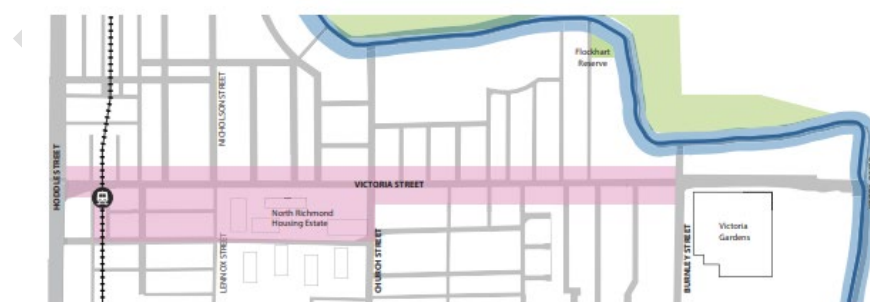 Flockhart
Reserve
NICHOLSON STREET
HODDLE STREET
VICTORIA STREET
North Richmond
Housing Estate
LENNOX STREET
CHURCH STREET
BURNLEY STREET
Victoria
Gardens